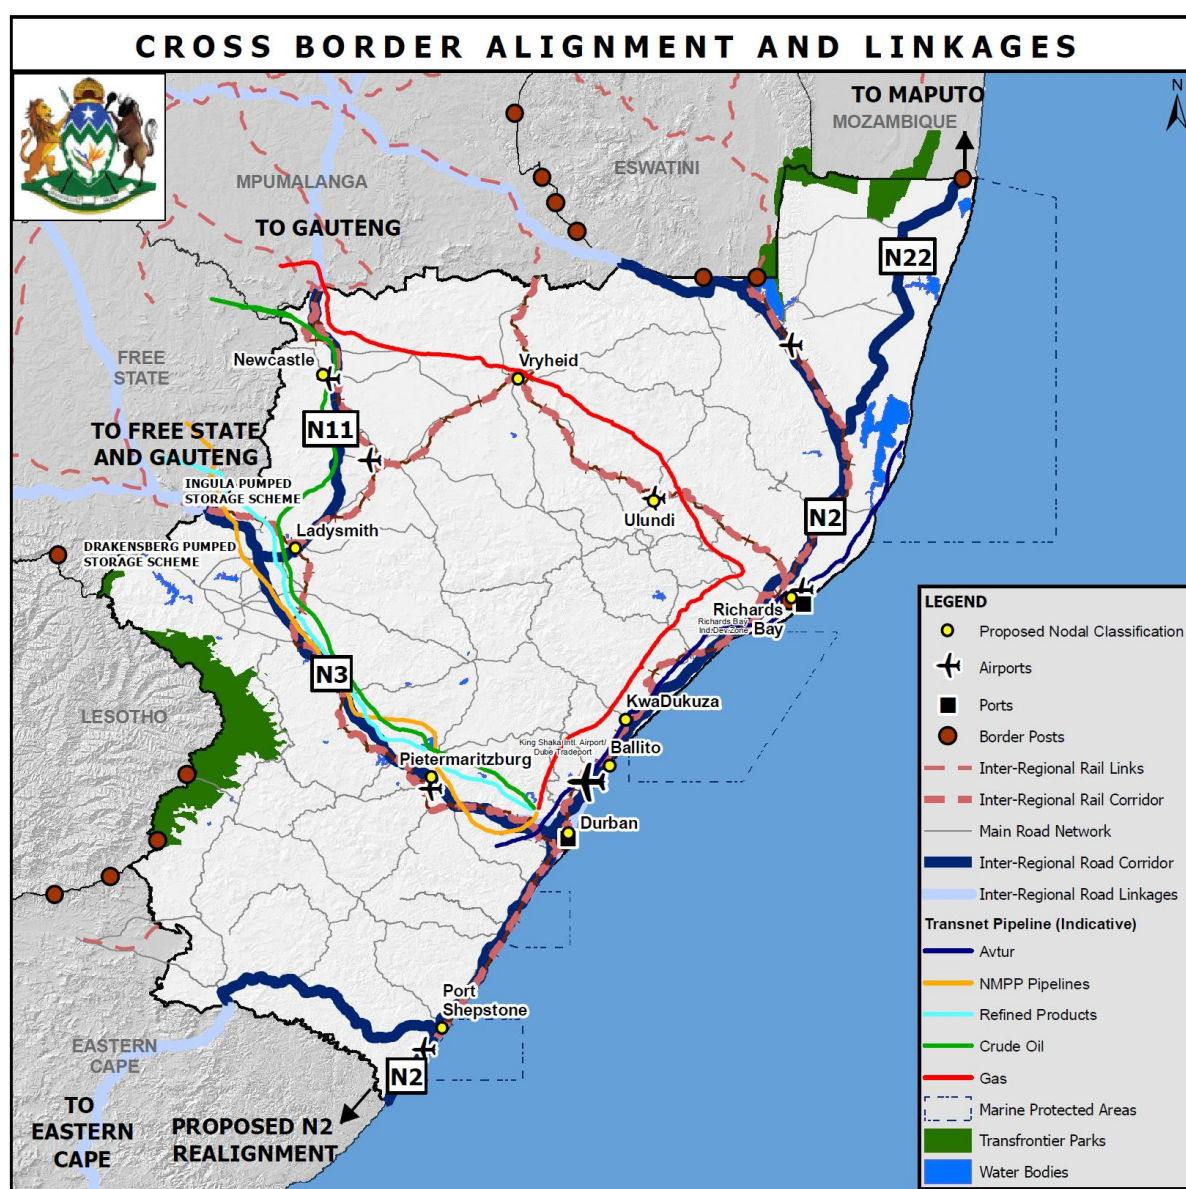 CROSS BORDER ALIGNMENT AND LINKAGES
N
TO MAPUTO
MOZAMBIQUE
ESWATINI
MPUMALANGA
TO GAUTENG
N22
FREE
STATE
Newcastle
Vryheid
N11
TO FREE STATE
AND GAUTENG
INGULA PUMPED
STORAGE SCHEME
Ulundi
N2
Ladysmith
DRAKENSBERG PUMPED
STORAGE SCHEME
Richards
Bay
Richards Bay
Ind.Dev.Zone
N3
LESOTHO
KwaDukuza
King Shaka Intl. Airport/
Dube Tradeport
Ballito
Pietermaritzburg
Durban
Port
Shepstone
EASTERN
CAPE
N2
TO
EASTERN
CAPE
PROPOSED N2
REALIGNMENT
LEGEND
Proposed Nodal Classification
Airports
Ports
Border Posts
Inter-Regional Rail Links
Inter-Regional Rail Corridor
Main Road Network
Inter-Regional Road Corridor
Inter-Regional Road Linkages
Transnet Pipeline (Indicative)
Avtur
NMPP Pipelines
Refined Products
Crude Oil
Gas
Marine Protected Areas
Transfrontier Parks
Water Bodies